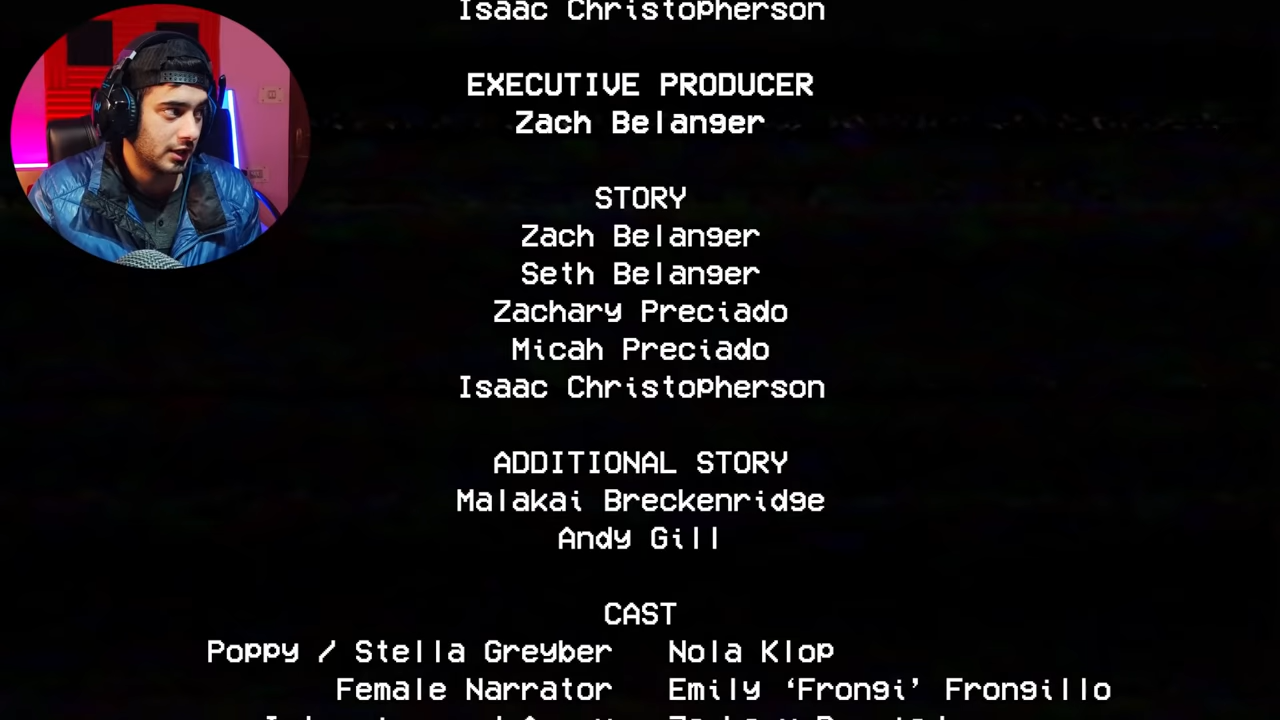 Isaac Christopherson
EXECUTIVE PRODUCER
Zach Belanger
STORY
Zach Belanger
Seth Belanger
Zachary Preciado
Micah Preciado
Isaac Christopherson
ADDITIONAL STORY
Malakai Breckenridge
Andy Gill
CAST
Poppy / Stella Greyber Nola Klop
Female Narrator Emily ‘Frongi’ Frongillo